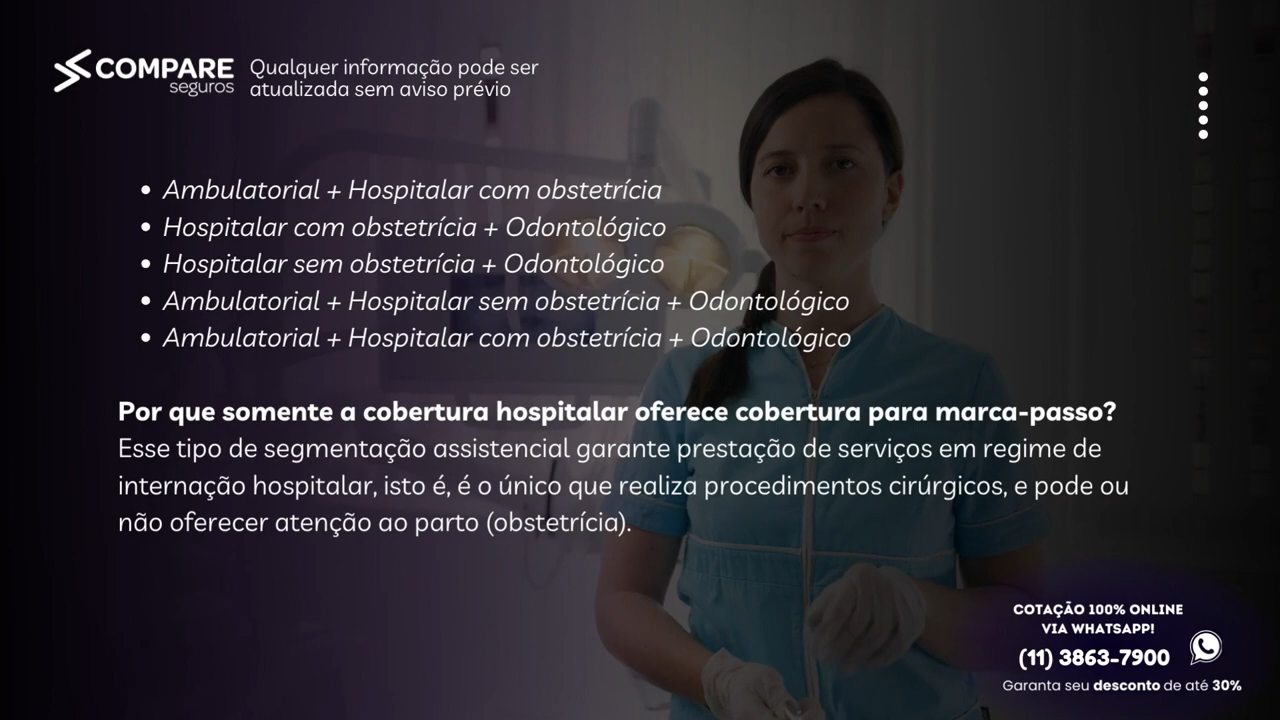 COMPARE
seguros
Qualquer informação pode ser
atualizada sem aviso prévio
• Ambulatorial + Hospitalar com obstetrícia
• Hospitalar com obstetrícia + Odontológico
• Hospitalar sem obstetrícia + Odontológico
• Ambulatorial + Hospitalar sem obstetrícia + Odontológico
• Ambulatorial + Hospitalar com obstetrícia + Odontológico
Por que somente a cobertura hospitalar oferece cobertura para marca-passo?
Esse tipo de segmentação assistencial garante prestação de serviços em regime de
internação hospitalar, isto é, é o único que realiza procedimentos cirúrgicos, e pode ou
não oferecer atenção ao parto (obstetrícia).
COTAÇÃO 100% ONLINE
VIA WHATSAPP!
(11) 3863-7900
Garanta seu desconto de até 30%